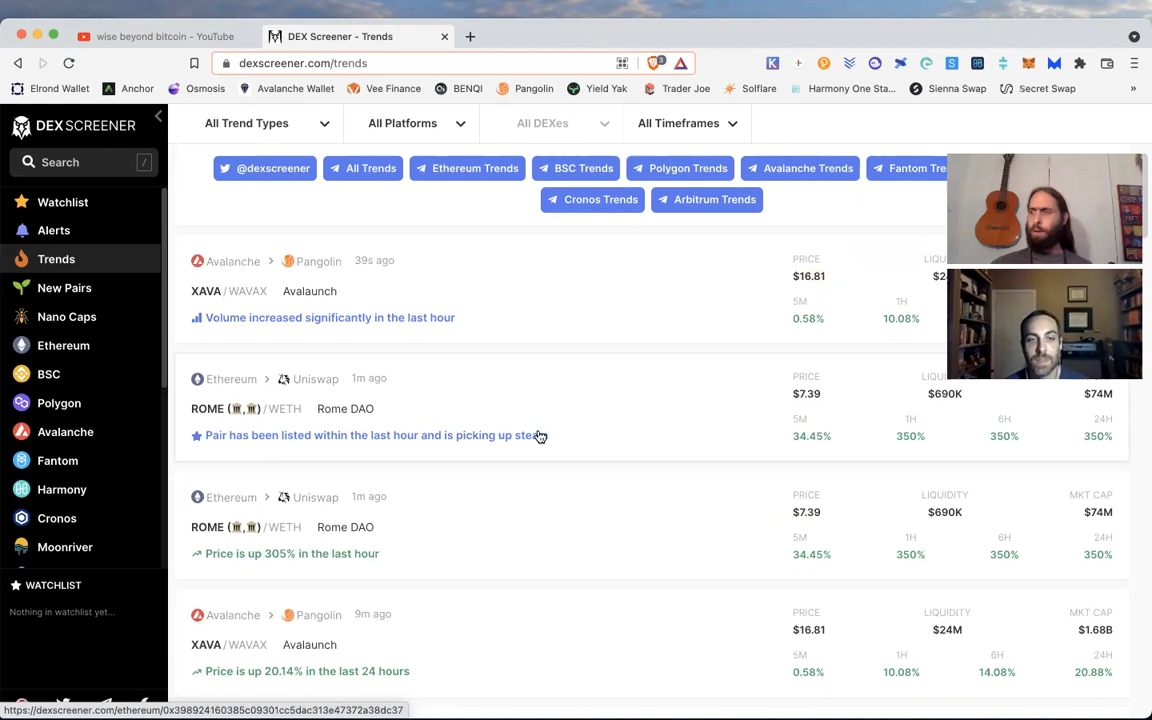 wise beyond bitcoin - YouTube
DEX Screener - Trends
dexscreener.com/trends
3
Elrond Wallet
Anchor
Osmosis
Avalanche Wallet
Vee Finance
BENQI
Pangolin
Yield Yak
Trader Joe
Solflare
Harmony One Sta...
Sienna Swap
Secret Swap
DEX SCREENER
Search /
Watchlist
Alerts
Trends
New Pairs
Nano Caps
Ethereum
BSC
Polygon
Avalanche
Fantom
Harmony
Cronos
Moonriver
WATCHLIST
Nothing in watchlist yet...
All Trend Types
All Platforms
All DEXes
All Timeframes
@dexscreener
All Trends
Ethereum Trends
BSC Trends
Polygon Trends
Avalanche Trends
Fantom Tre
Cronos Trends
Arbitrum Trends
Avalanche > Pangolin 39s ago
XAVA / WAVAX Avalaunch
Volume increased significantly in the last hour
PRICE LIQU
$16.81 $2
5M 1H
0.58% 10.08%
Ethereum > Uniswap 1m ago
ROME (🏛,🏛) / WETH Rome DAO
Pair has been listed within the last hour and is picking up ste
PRICE LIQU
$7.39 $690K $74M
5M 1H 6H 24H
34.45% 350% 350% 350%
Ethereum > Uniswap 1m ago
ROME (🏛,🏛) / WETH Rome DAO
Price is up 305% in the last hour
PRICE LIQUIDITY MKT CAP
$7.39 $690K $74M
5M 1H 6H 24H
34.45% 350% 350% 350%
Avalanche > Pangolin 9m ago
XAVA / WAVAX Avalaunch
Price is up 20.14% in the last 24 hours
PRICE LIQUIDITY MKT CAP
$16.81 $24M $1.68B
5M 1H 6H 24H
0.58% 10.08% 14.08% 20.88%
https://dexscreener.com/ethereum/0x398924160385c09301cc5dac313e47372a38dc37